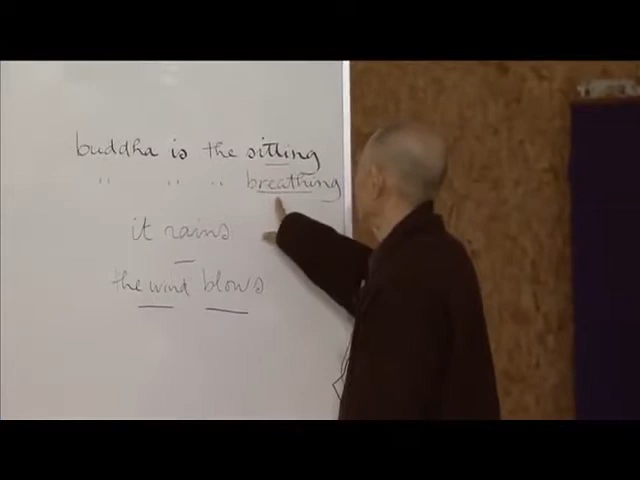 buddha is the sitting
" " " breathing
it rains
the wind blows